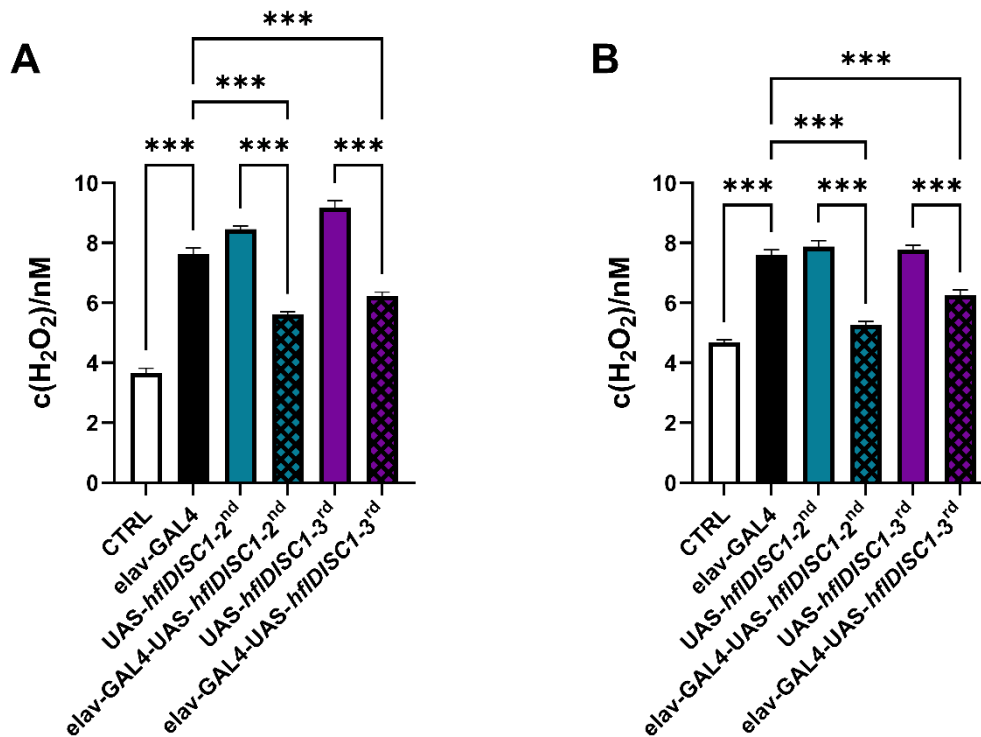 A
***
***
***
***
***
10
8
6
4
2
0
c(H₂O₂)/nM
CTRL
elav-GAL4
UAS-hflDISC1-2ⁿᵈ
elav-GAL4-UAS-hflDISC1-2ⁿᵈ
UAS-hflDISC1-3ʳᵈ
elav-GAL4-UAS-hflDISC1-3ʳᵈ
B
***
***
***
***
***
10
8
6
4
2
0
c(H₂O₂)/nM
CTRL
elav-GAL4
UAS-hflDISC1-2ⁿᵈ
elav-GAL4-UAS-hflDISC1-2ⁿᵈ
UAS-hflDISC1-3ʳᵈ
elav-GAL4-UAS-hflDISC1-3ʳᵈ